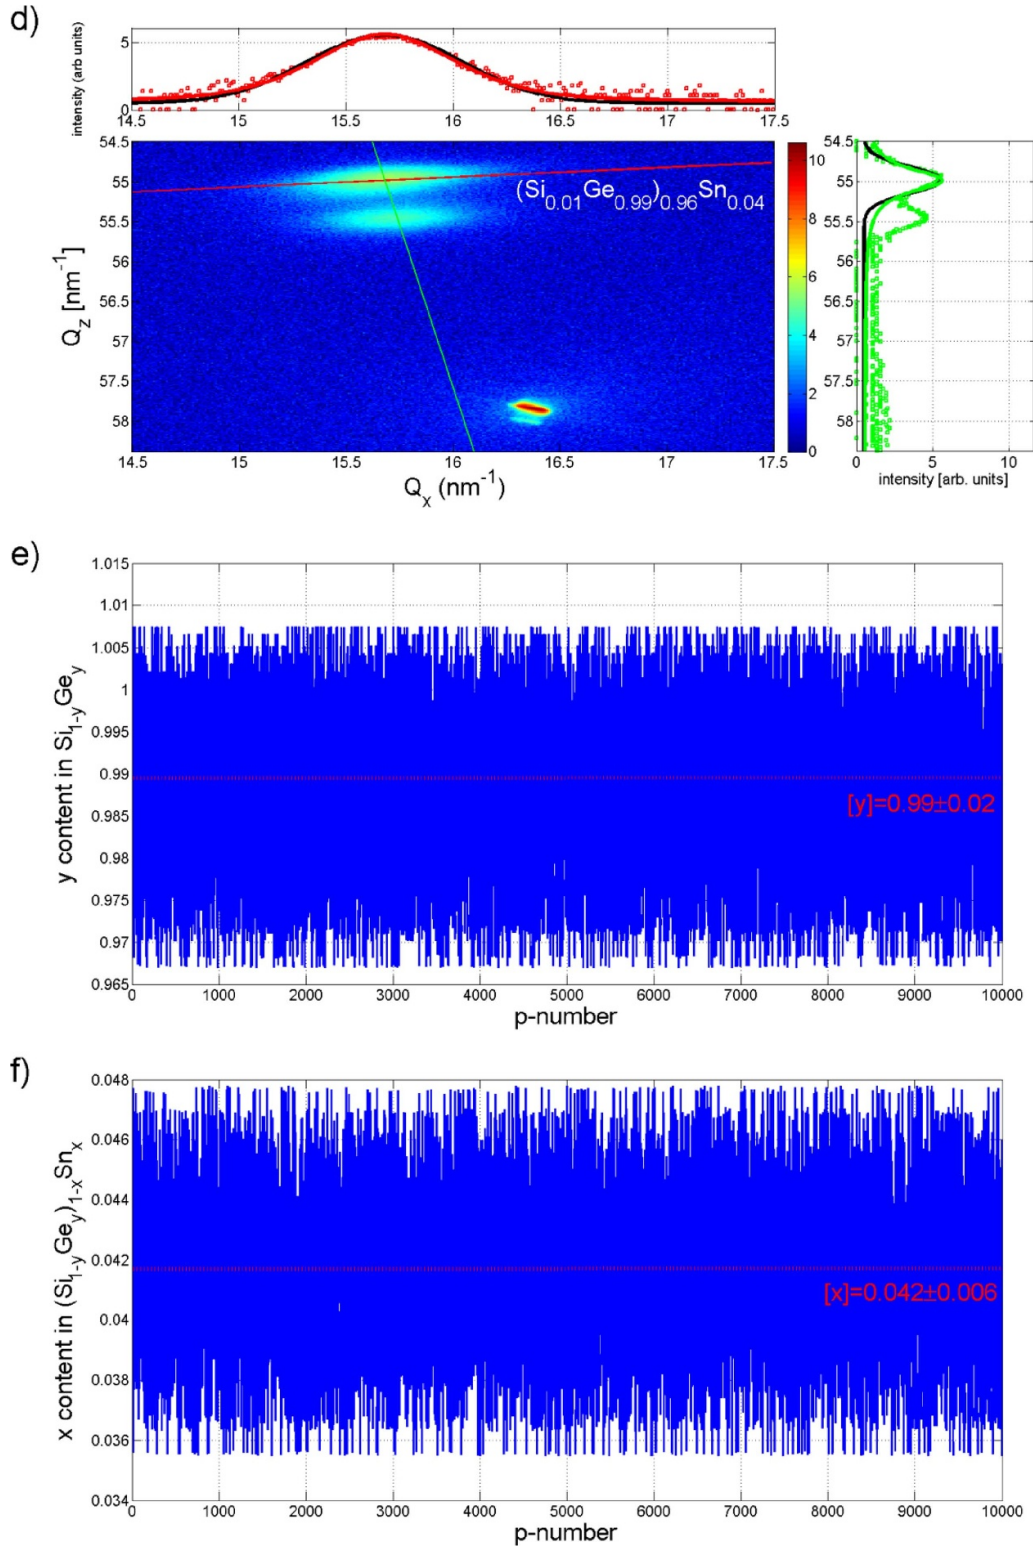 d)
intensity (arb units)
5
0
14.5 15 15.5 16 16.5 17 17.5
54.5
55
55.5
56
56.5
57
57.5
58
Q_z [nm^-1]
(Si_0.01Ge_0.99)_0.96Sn_0.04
14.5 15 15.5 16 16.5 17 17.5
Q_x (nm^-1)
10
8
6
4
2
0
54.5
55
55.5
56
56.5
57
57.5
58
0 5 10
intensity [arb. units]
e)
1.015
1.01
1.005
1
0.995
0.99
0.985
0.98
0.975
0.97
0.965
y content in Si_1-yGe_y
[y]=0.99±0.02
0 1000 2000 3000 4000 5000 6000 7000 8000 9000 10000
p-number
f)
0.048
0.046
0.044
0.042
0.04
0.038
0.036
0.034
x content in (Si_1-yGe_y)_1-xSn_x
[x]=0.042±0.006
0 1000 2000 3000 4000 5000 6000 7000 8000 9000 10000
p-number